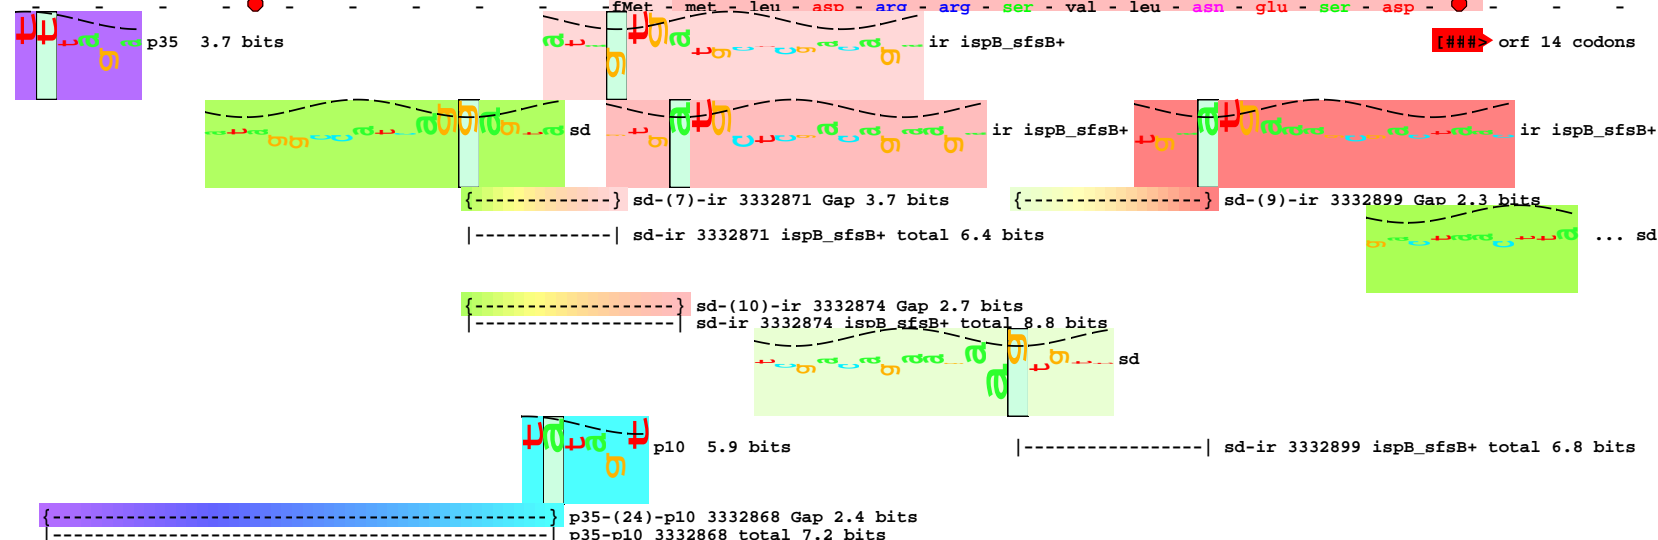 - - - - - - - - - fMet - met - leu - asp - arg - arg - ser - val - leu - asn - glu - ser - asp - - - -
p35 3.7 bits
ir ispB_sfsB+
[###> orf 14 codons
sd
ir ispB_sfsB+
ir ispB_sfsB+
{-------------} sd-(7)-ir 3332871 Gap 3.7 bits
{-----------------} sd-(9)-ir 3332899 Gap 2.3 bits
|-------------| sd-ir 3332871 ispB_sfsB+ total 6.4 bits
... sd
{-------------------} sd-(10)-ir 3332874 Gap 2.7 bits
|-------------------| sd-ir 3332874 ispB_sfsB+ total 8.8 bits
sd
p10 5.9 bits
|-----------------| sd-ir 3332899 ispB_sfsB+ total 6.8 bits
{-----------------------------------------------} p35-(24)-p10 3332868 Gap 2.4 bits
|-----------------------------------------------| p35-p10 3332868 total 7.2 bits